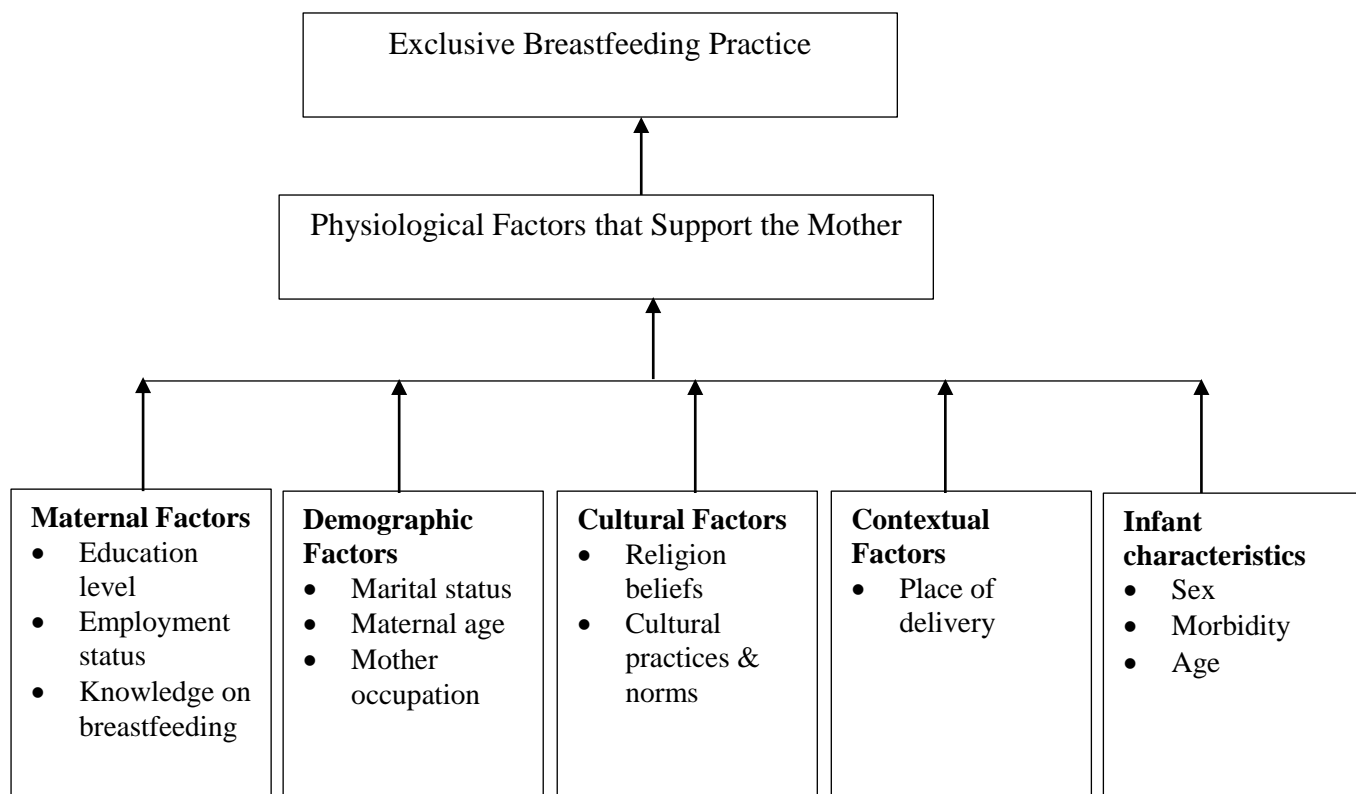 Exclusive Breastfeeding Practice
Physiological Factors that Support the Mother
Maternal Factors
• Education
level
• Employment
status
• Knowledge on
breastfeeding
Demographic
Factors
• Marital status
• Maternal age
• Mother
occupation
Cultural Factors
• Religion
beliefs
• Cultural
practices &
norms
Contextual
Factors
• Place of
delivery
Infant
characteristics
• Sex
• Morbidity
• Age